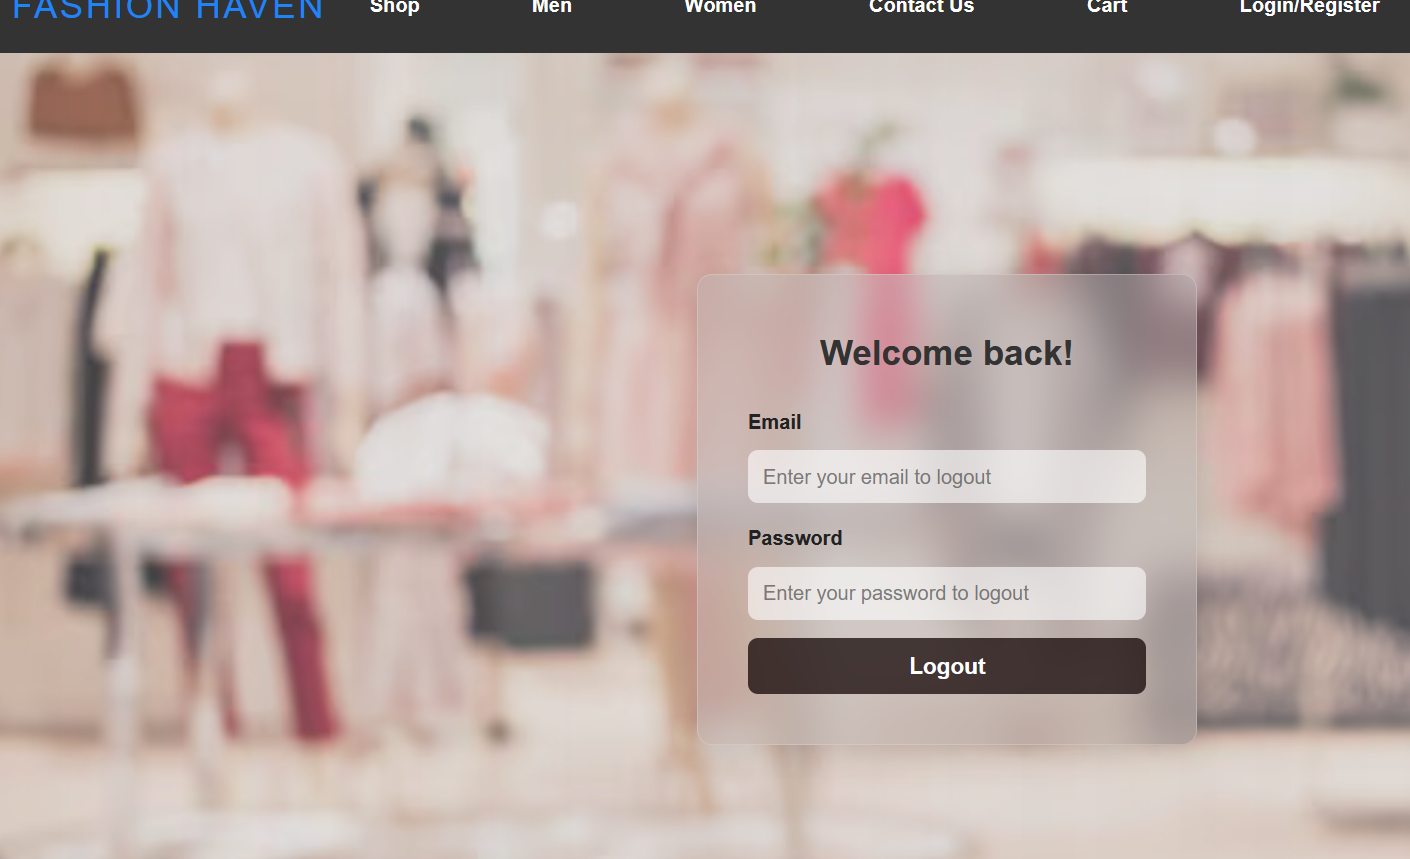 FASHION HAVEN Shop Men Women Contact Us Cart Login/Register
Welcome back!
Email
Enter your email to logout
Password
Enter your password to logout
Logout